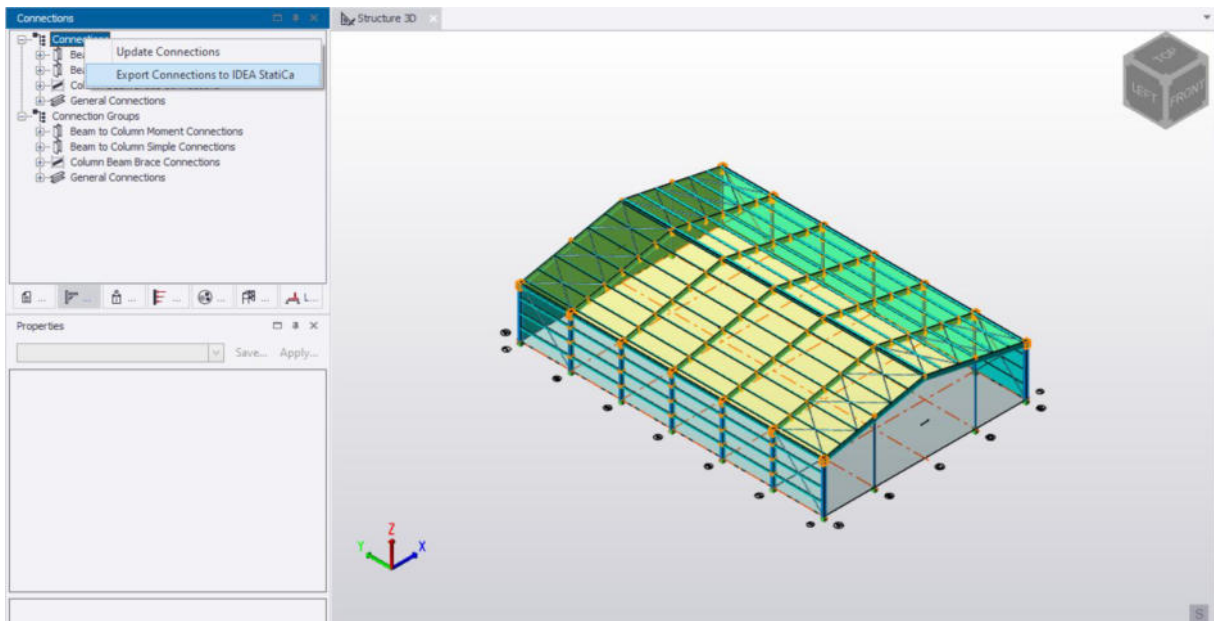 Connections
Structure 3D
Connections
Update Connections
Export Connections to IDEA StatiCa
General Connections
Connection Groups
Beam to Column Moment Connections
Beam to Column Simple Connections
Column Beam Brace Connections
General Connections
L...
Properties
Save... Apply...
TOP
LEFT FRONT
Z
Y X
S